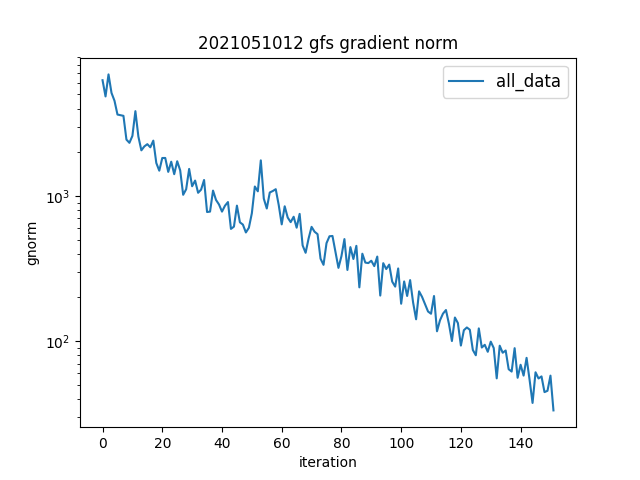 2021051012 gfs gradient norm
all_data
gnorm
10^3
10^2
0 20 40 60 80 100 120 140
iteration